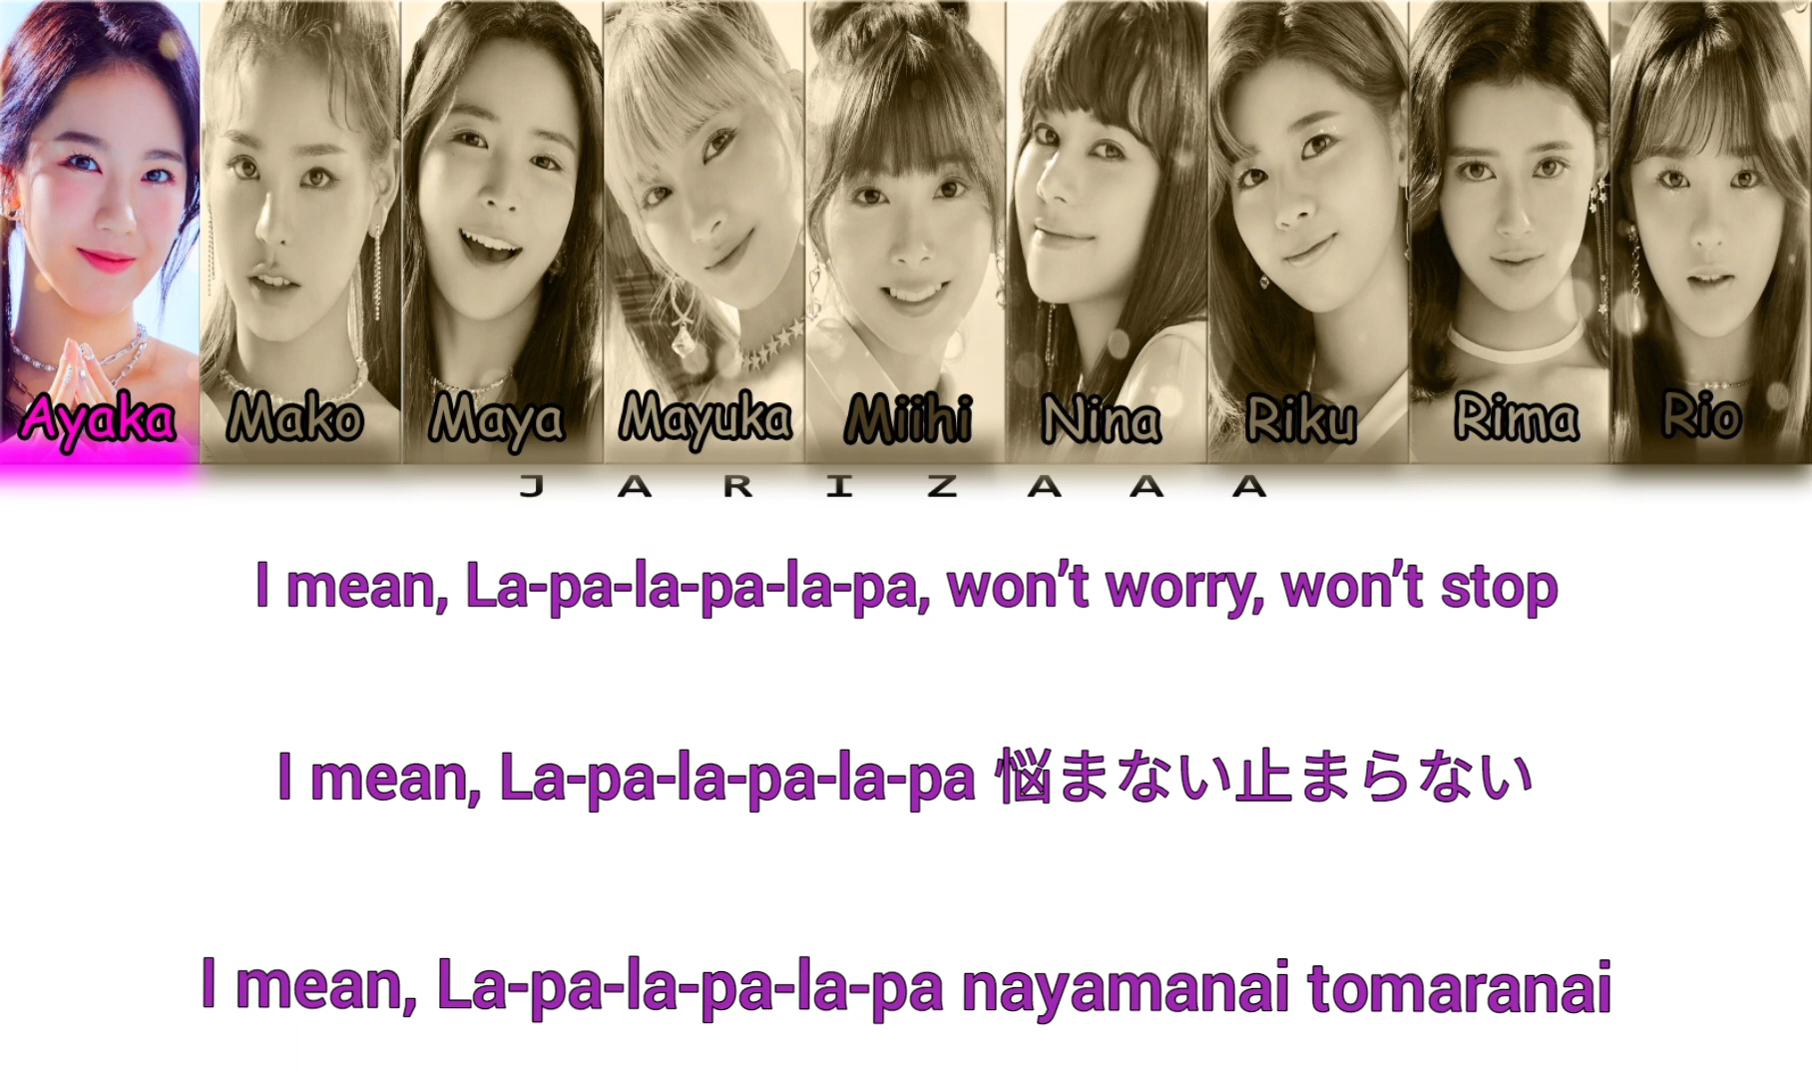 Ayaka Mako Maya Mayuka Miihi Nina Riku Rima Rio
J A R I Z A A A
I mean, La-pa-la-pa-la-pa, won’t worry, won’t stop
I mean, La-pa-la-pa-la-pa 悩まない止まらない
I mean, La-pa-la-pa-la-pa nayamanai tomaranai